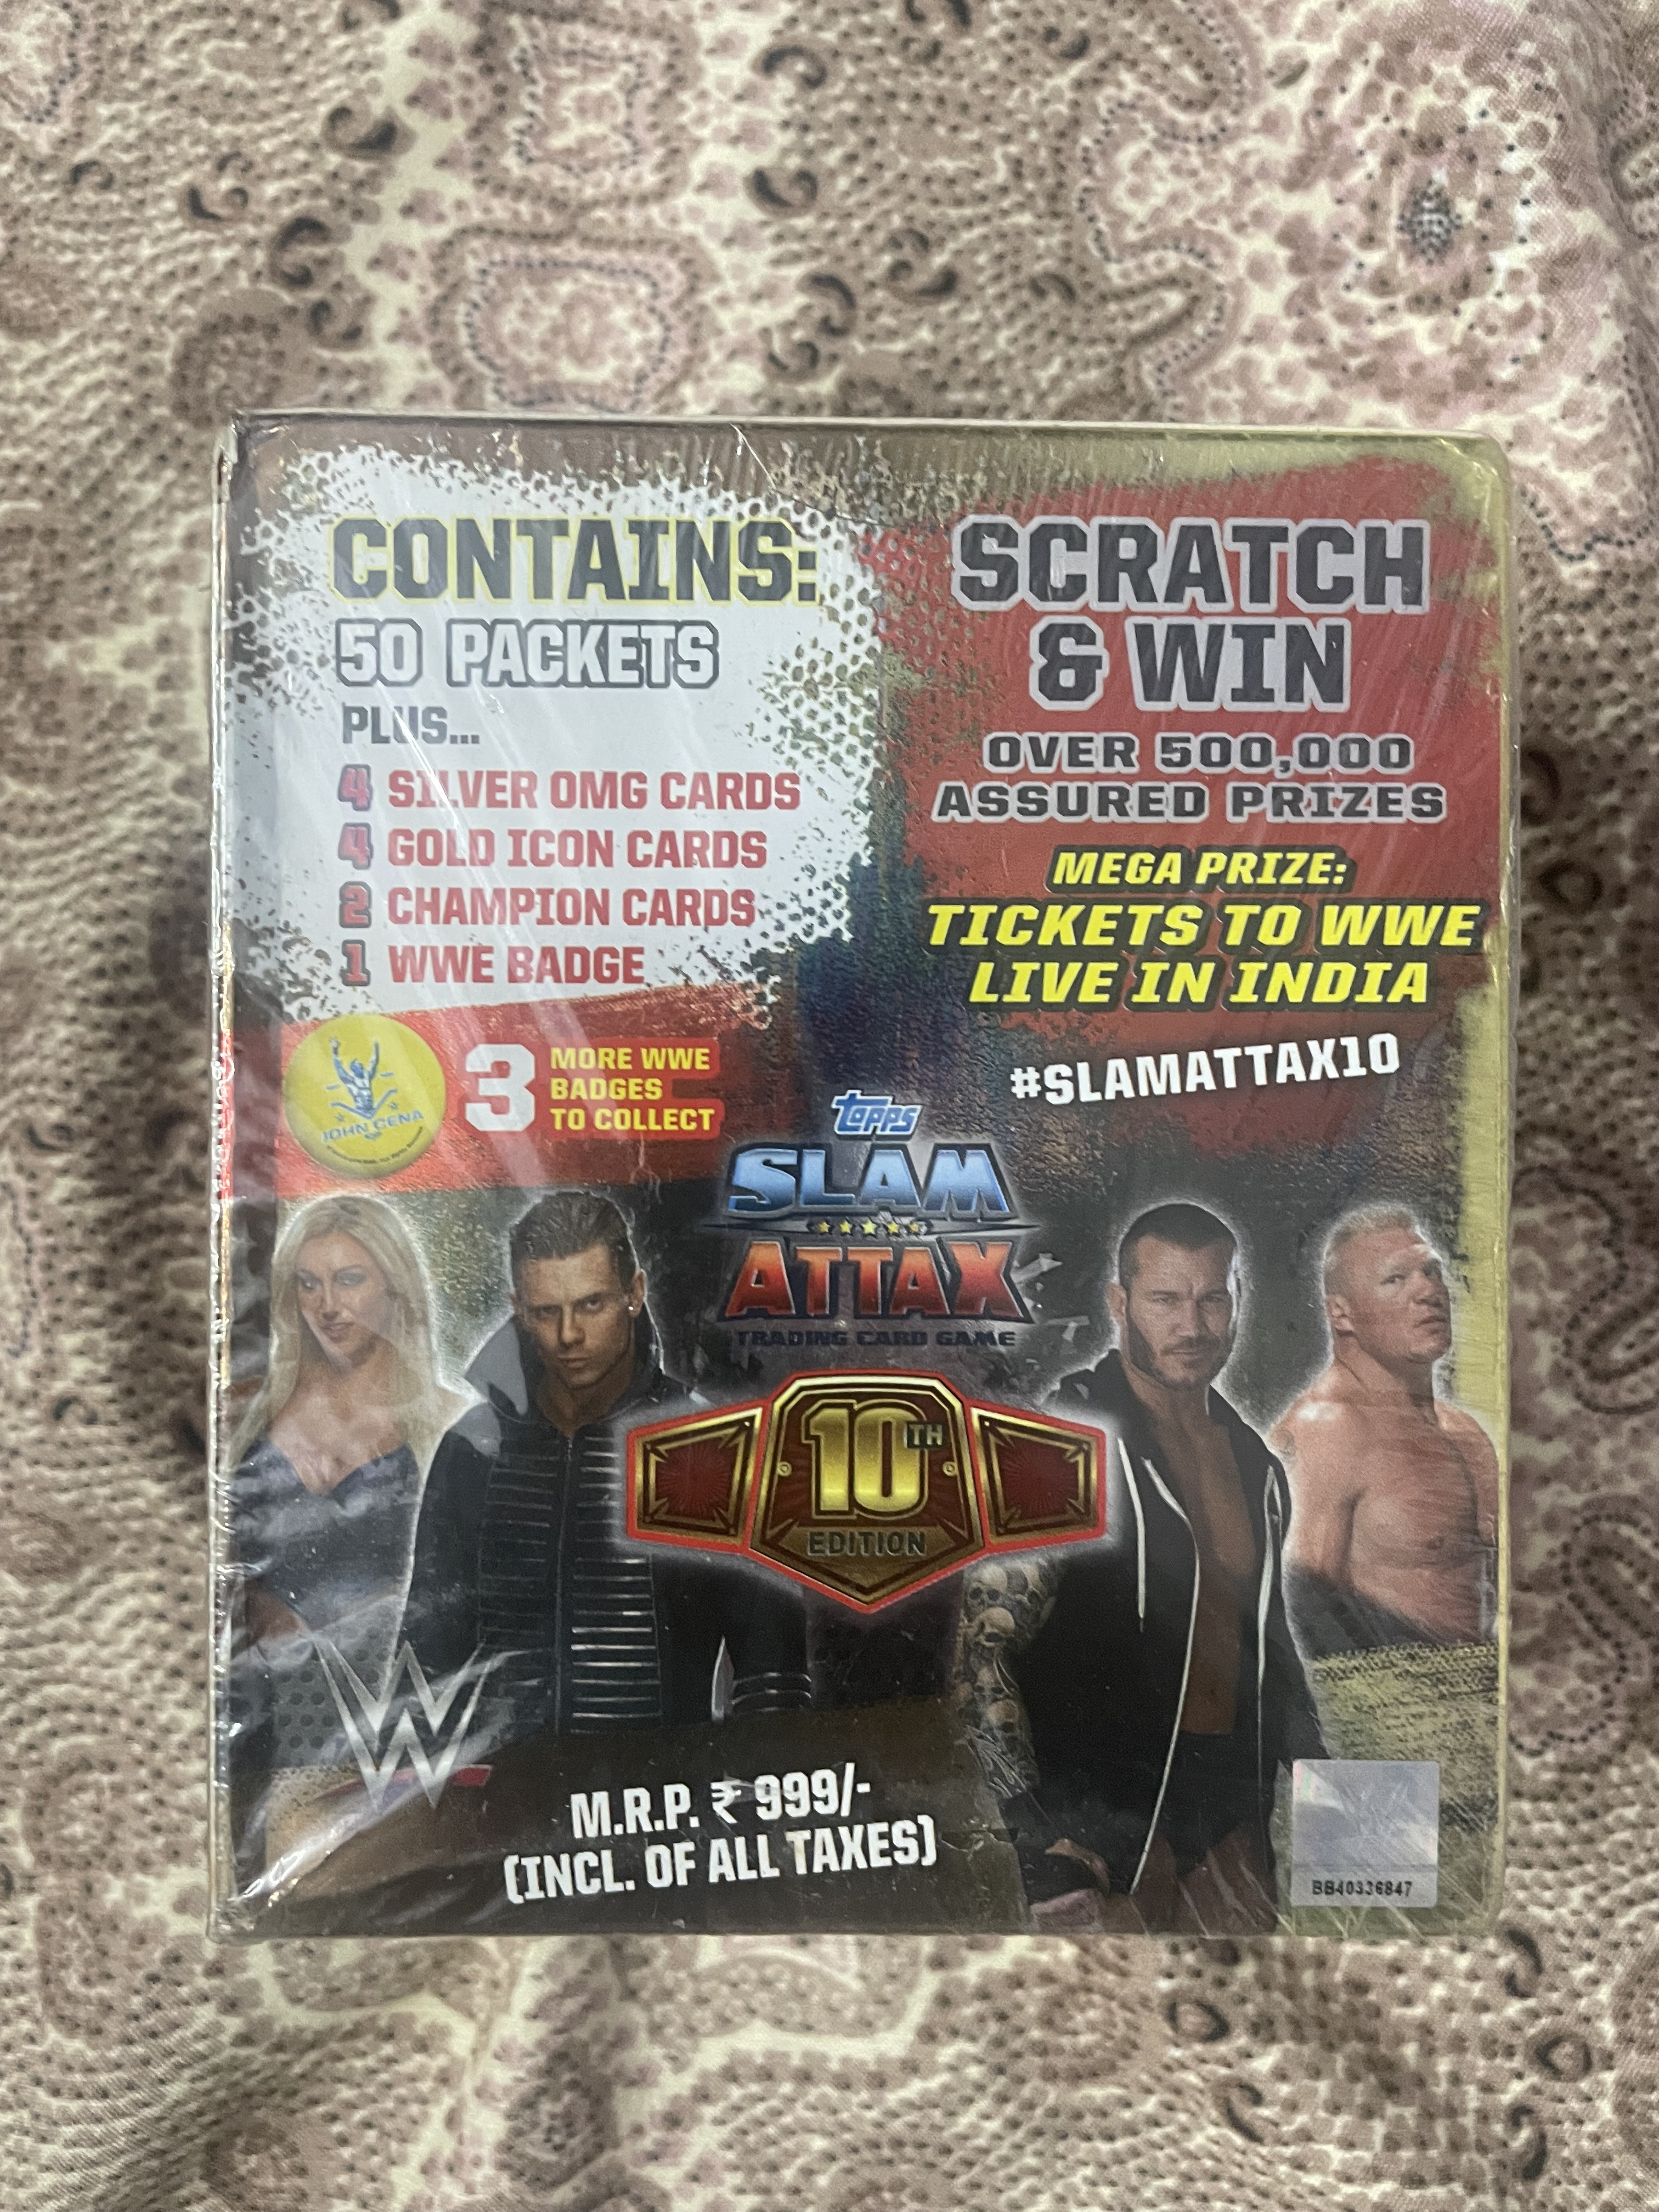 CONTAINS:
50 PACKETS
PLUS...
4 SILVER OMG CARDS
4 GOLD ICON CARDS
2 CHAMPION CARDS
1 WWE BADGE
JOHN CENA
3 MORE WWE
BADGES
TO COLLECT
SCRATCH
& WIN
OVER 500,000
ASSURED PRIZES
MEGA PRIZE:
TICKETS TO WWE
LIVE IN INDIA
#SLAMATTAX10
Topps
SLAM
ATTAX
TRADING CARD GAME
10TH
EDITION
W
M.R.P. ₹ 999/-
(INCL. OF ALL TAXES)
BB40336847